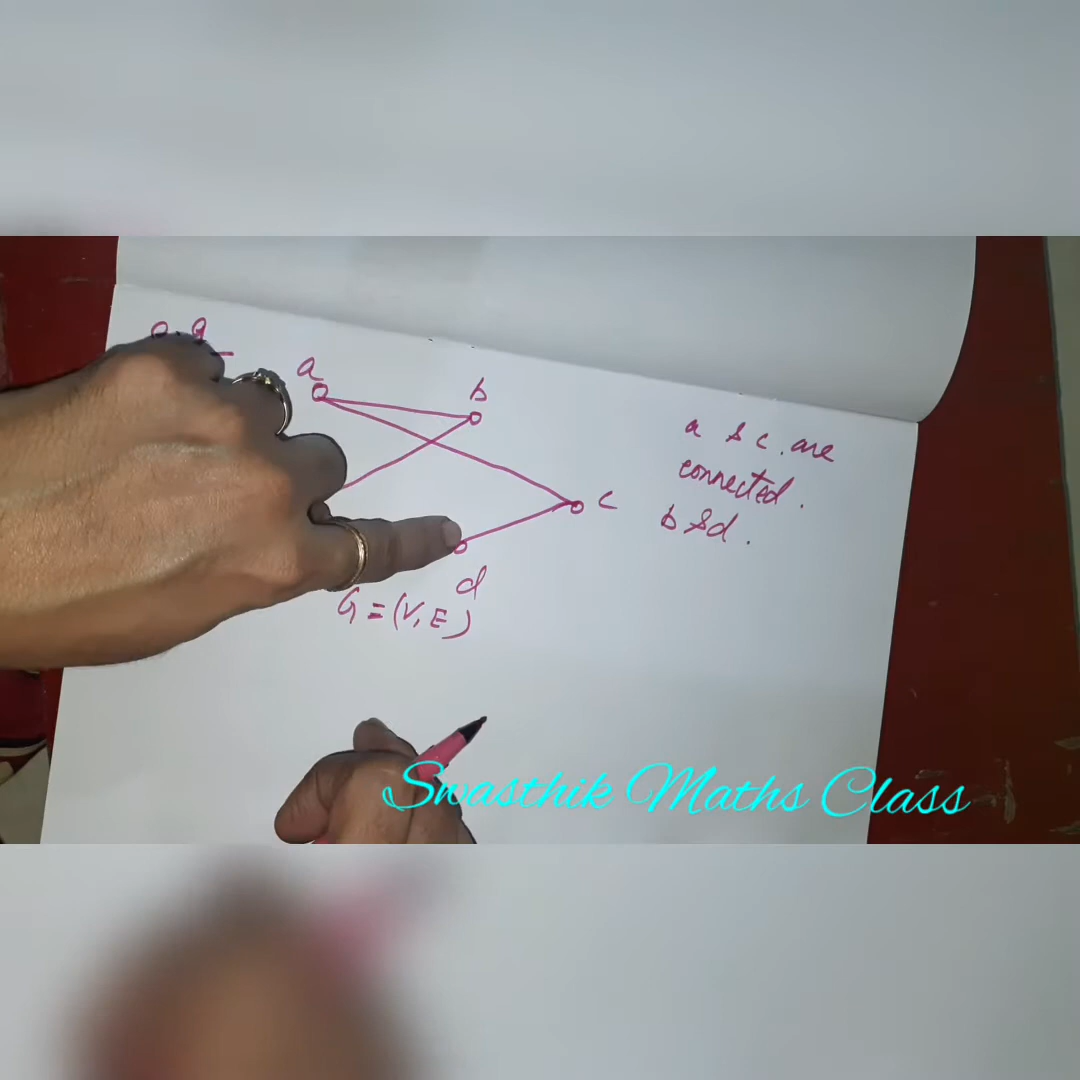 e.g
a
b
c
d
G = (V, E)
a & c. are
connected.
b & d.
Swasthik Maths Class